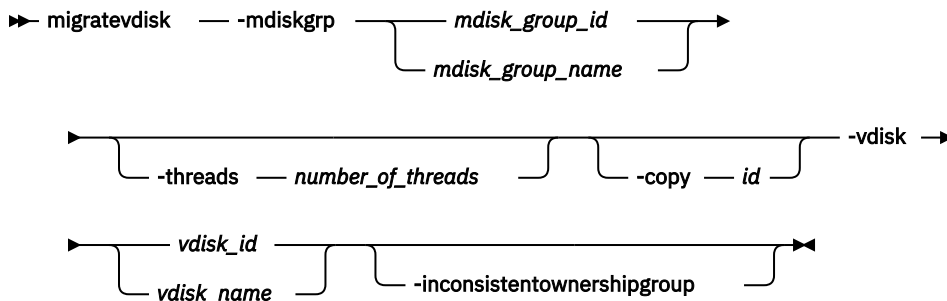 migratevdisk -mdiskgrp mdisk_group_id
mdisk_group_name
-vdisk
-threads number_of_threads -copy id
vdisk_id
vdisk_name
-inconsistentownershipgroup